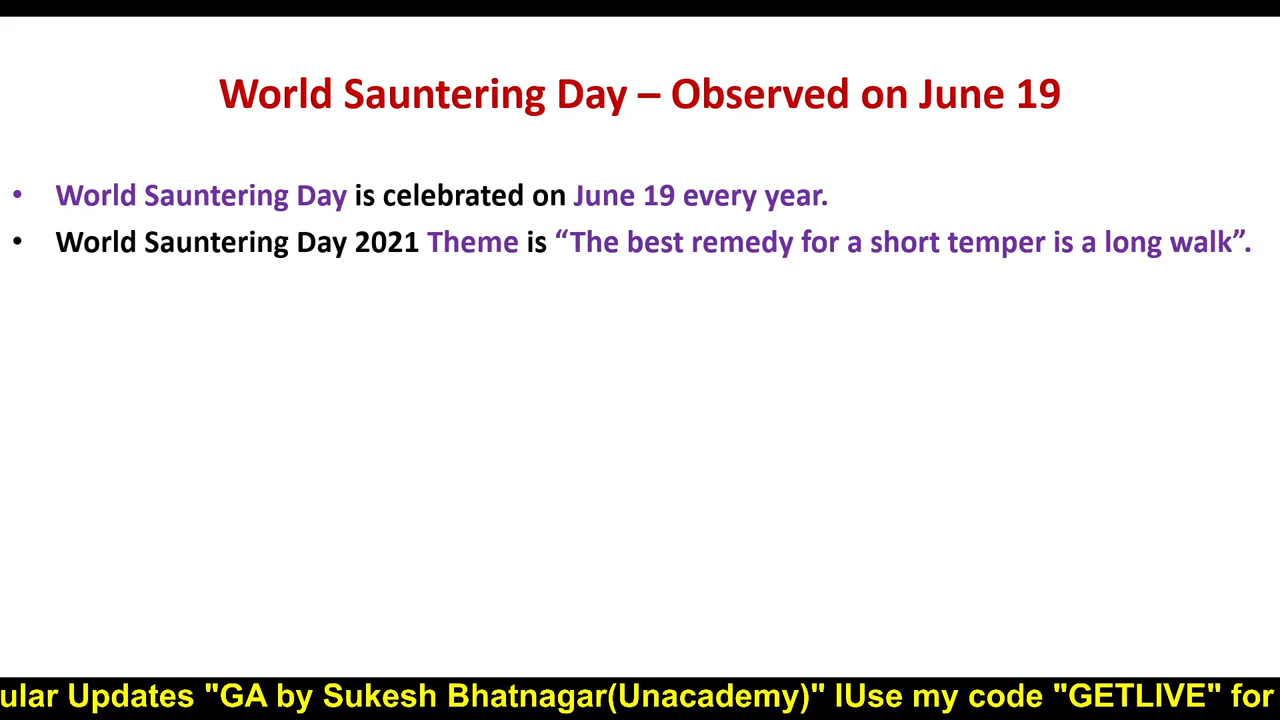 World Sauntering Day – Observed on June 19
• World Sauntering Day is celebrated on June 19 every year.
• World Sauntering Day 2021 Theme is “The best remedy for a short temper is a long walk”.
ular Updates "GA by Sukesh Bhatnagar(Unacademy)" lUse my code "GETLIVE" for